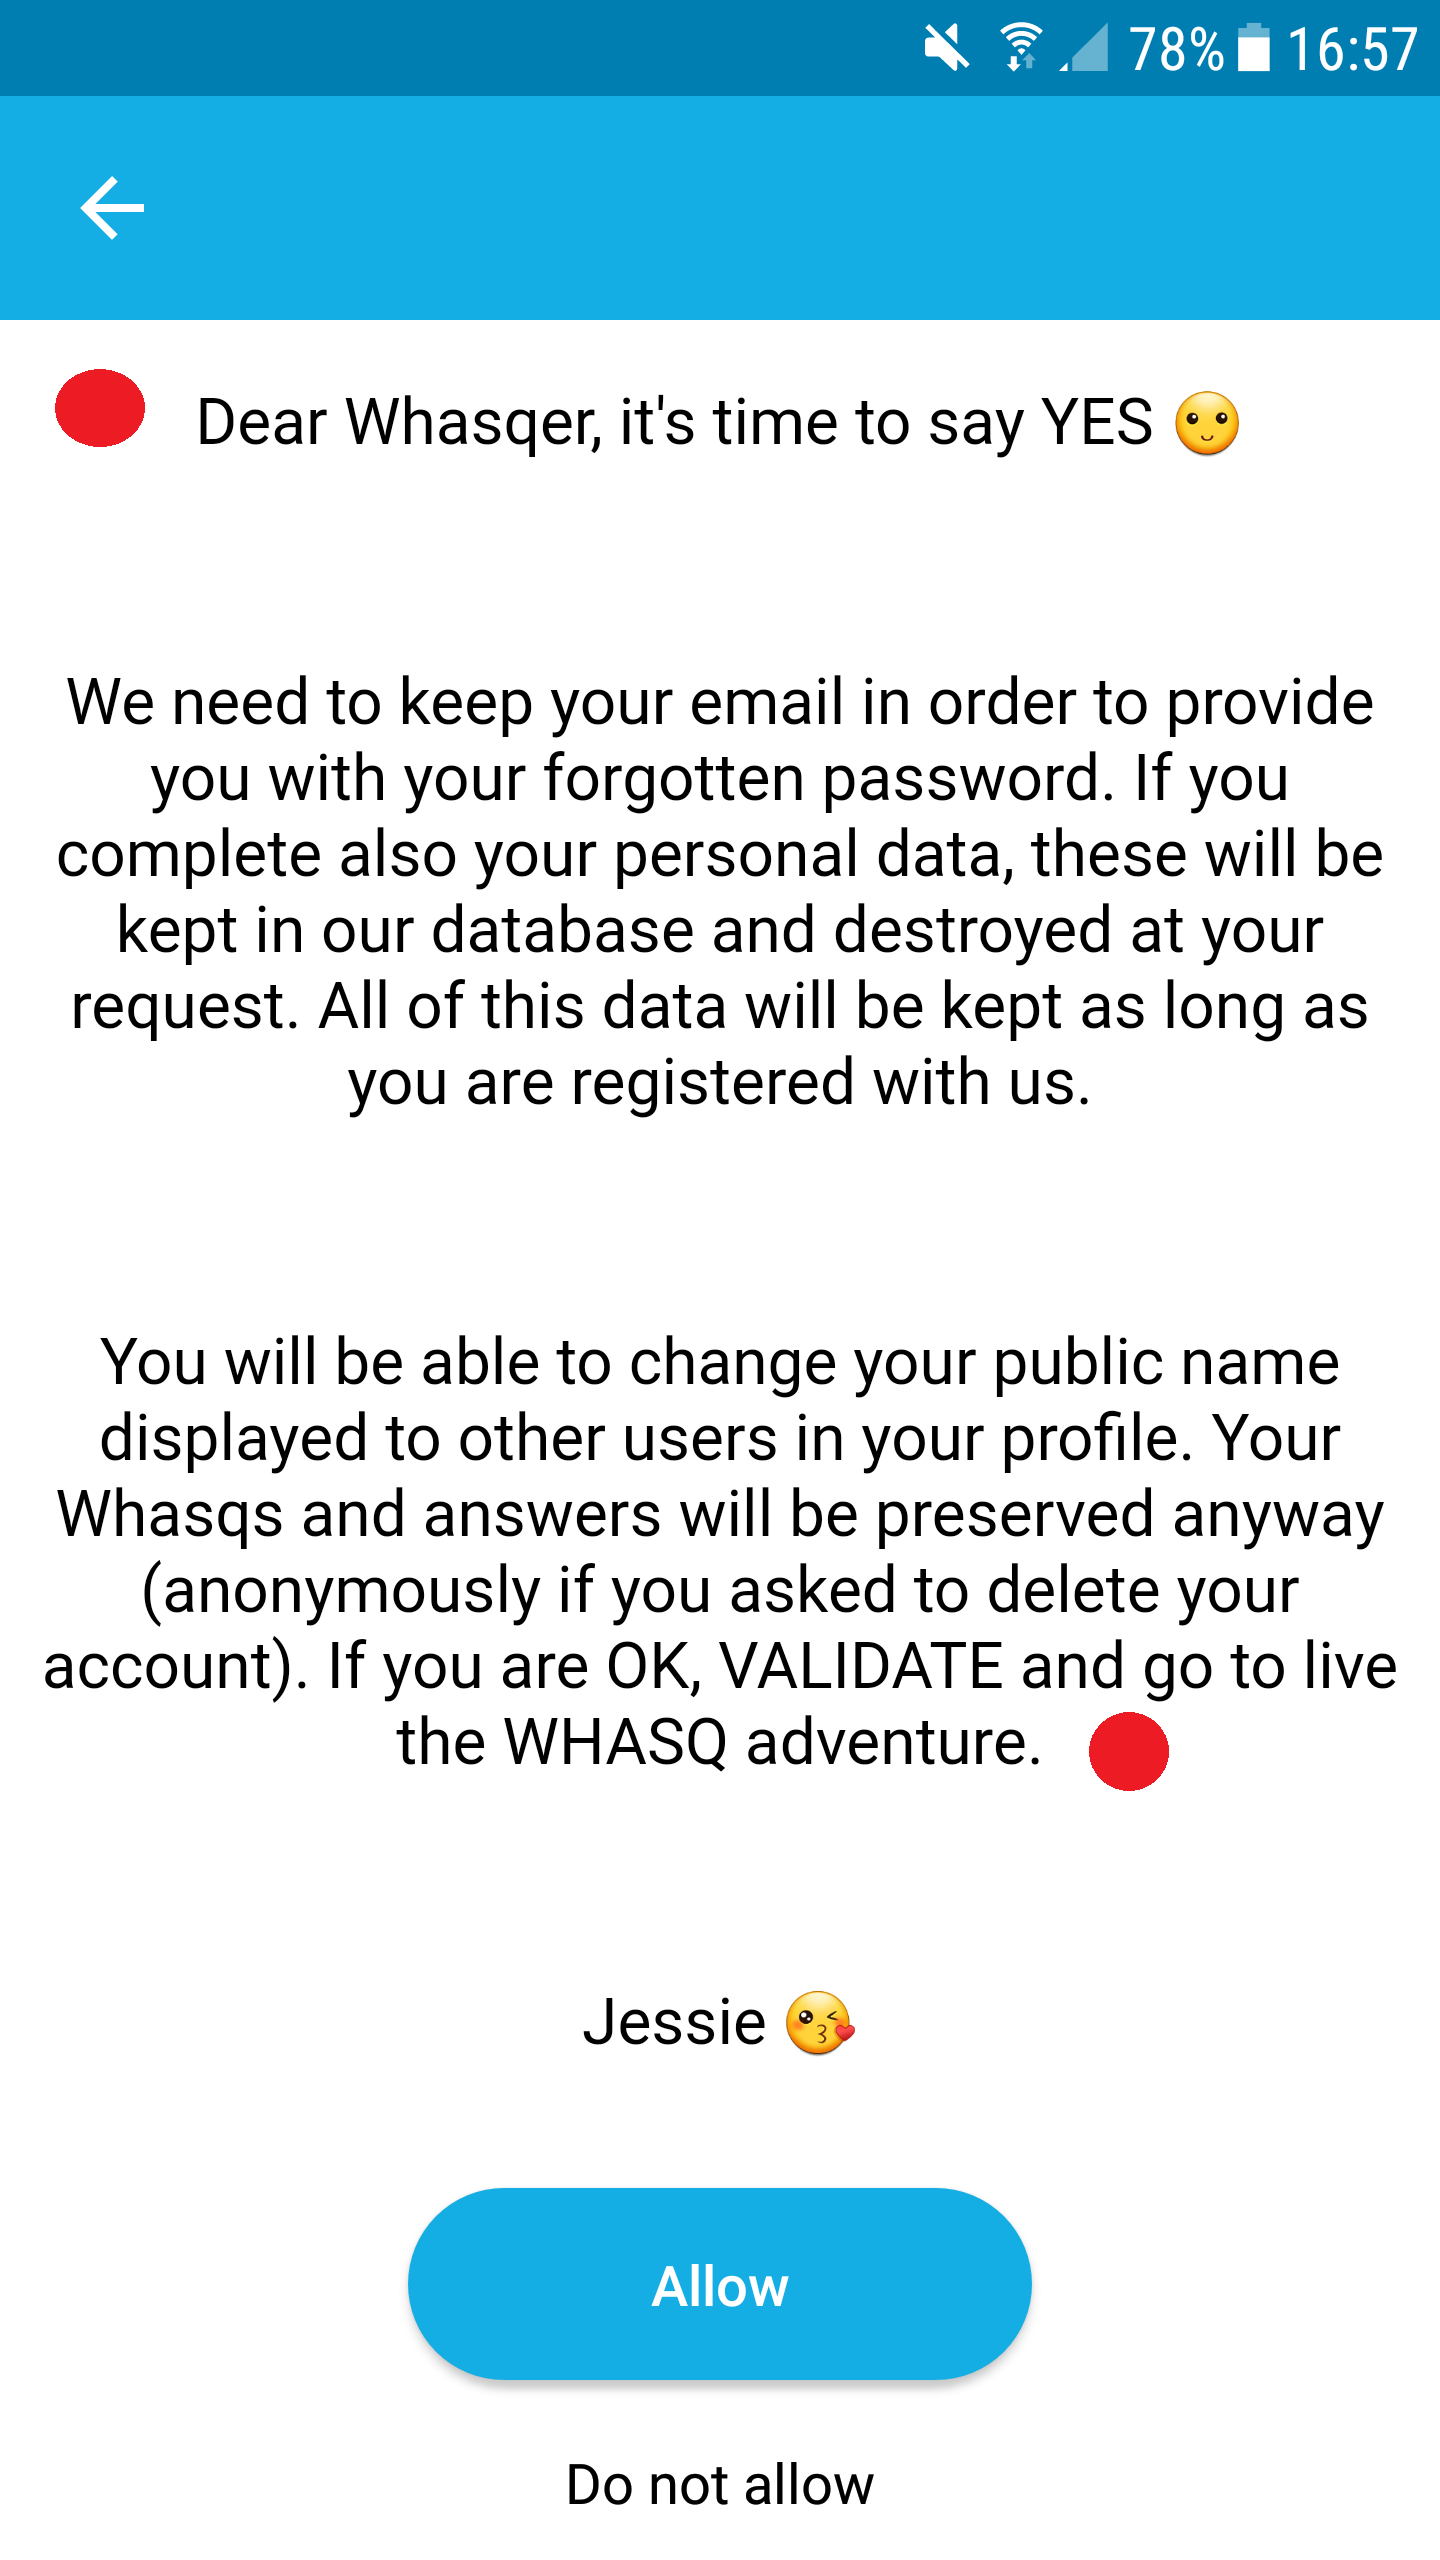 78% 16:57
Dear Whasqer, it's time to say YES 🙂
We need to keep your email in order to provide
you with your forgotten password. If you
complete also your personal data, these will be
kept in our database and destroyed at your
request. All of this data will be kept as long as
you are registered with us.
You will be able to change your public name
displayed to other users in your profile. Your
Whasqs and answers will be preserved anyway
(anonymously if you asked to delete your
account). If you are OK, VALIDATE and go to live
the WHASQ adventure.
Jessie 😘
Allow
Do not allow